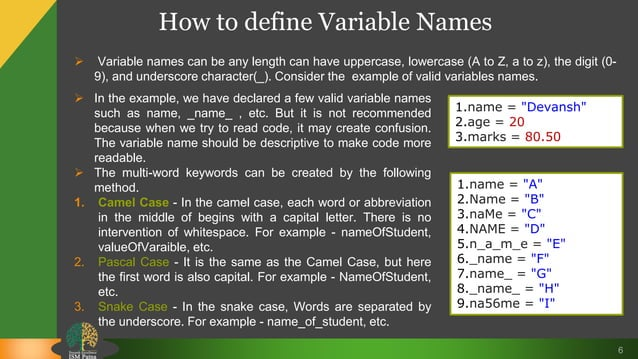 How to define Variable Names
➢ Variable names can be any length can have uppercase, lowercase (A to Z, a to z), the digit (0-
9), and underscore character(_). Consider the example of valid variables names.
➢ In the example, we have declared a few valid variable names
such as name, _name_ , etc. But it is not recommended
because when we try to read code, it may create confusion.
The variable name should be descriptive to make code more
readable.
➢ The multi-word keywords can be created by the following
method.
1. Camel Case - In the camel case, each word or abbreviation
in the middle of begins with a capital letter. There is no
intervention of whitespace. For example - nameOfStudent,
valueOfVaraible, etc.
2. Pascal Case - It is the same as the Camel Case, but here
the first word is also capital. For example - NameOfStudent,
etc.
3. Snake Case - In the snake case, Words are separated by
the underscore. For example - name_of_student, etc.
1.name = "Devansh"
2.age = 20
3.marks = 80.50
1.name = "A"
2.Name = "B"
3.naMe = "C"
4.NAME = "D"
5.n_a_m_e = "E"
6._name = "F"
7.name_ = "G"
8._name_ = "H"
9.na56me = "I"
ISM Patna
6